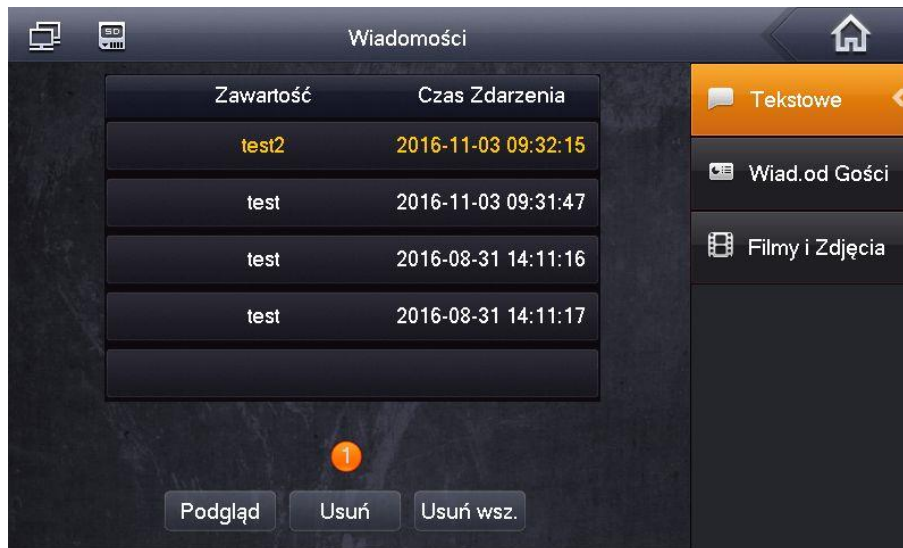 SD
Wiadomości
Zawartość Czas Zdarzenia
test2 2016-11-03 09:32:15
test 2016-11-03 09:31:47
test 2016-08-31 14:11:16
test 2016-08-31 14:11:17
1
Podgląd Usuń Usuń wsz.
Tekstowe
Wiad.od Gości
Filmy i Zdjęcia